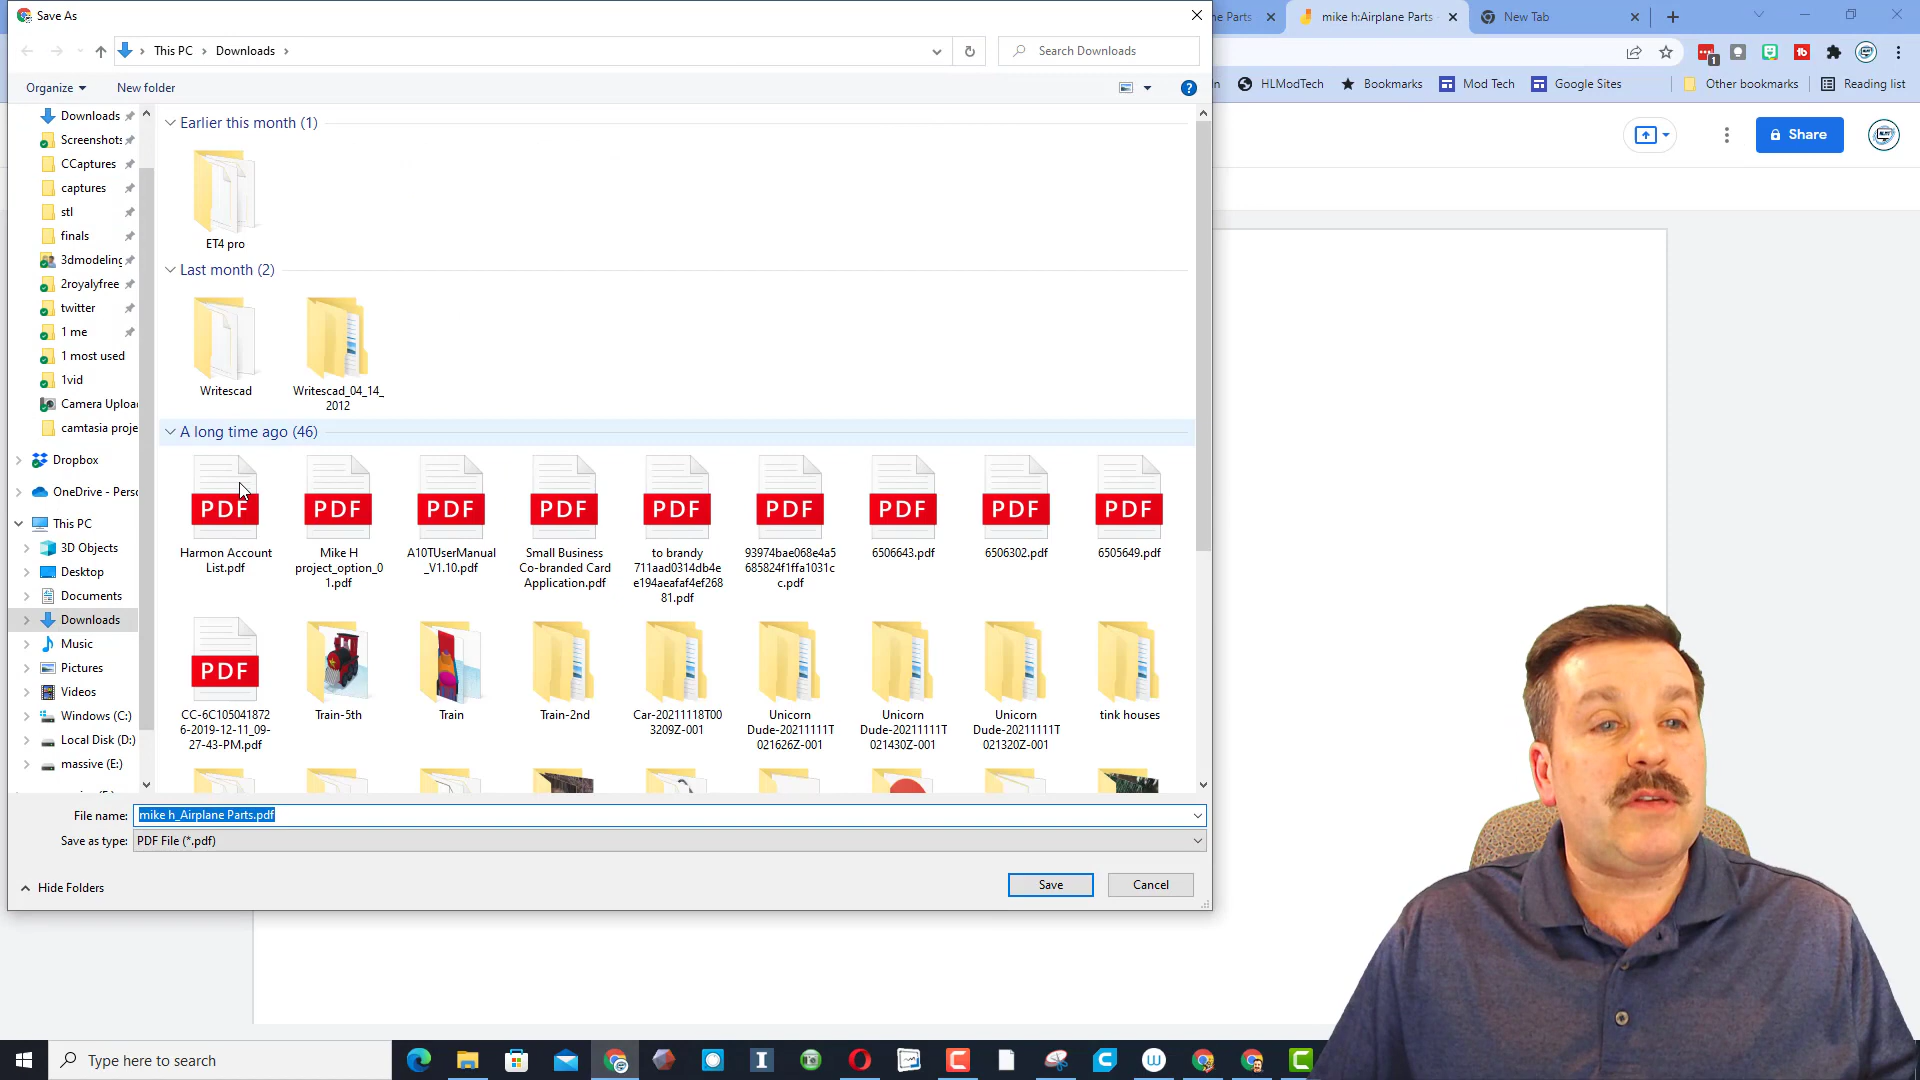 Save As
ne Parts
mike h:Airplane Parts
New Tab
This PC
Downloads
Search Downloads
1
tb
HLModTech
Bookmarks
Mod Tech
Google Sites
Other bookmarks
Reading list
Organize
New folder
?
Share
Downloads
Screenshots
CCaptures
captures
stl
finals
3dmodeling
2royalyfree
twitter
1 me
1 most used
1vid
Camera Uploa
camtasia proje
Dropbox
OneDrive - Perso
This PC
3D Objects
Desktop
Documents
Downloads
Music
Pictures
Videos
Windows (C:)
Local Disk (D:)
massive (E:)
Earlier this month (1)
ET4 pro
Last month (2)
Writescad
Writescad_04_14_
2012
A long time ago (46)
PDF
PDF
PDF
PDF
PDF
PDF
PDF
PDF
PDF
Harmon Account
List.pdf
Mike H
project_option_0
1.pdf
A10TUserManual
_V1.10.pdf
Small Business
Co-branded Card
Application.pdf
to brandy
711aad0314db4e
e194aeafaf4ef268
81.pdf
93974bae068e4a5
685824f1ffa1031c
c.pdf
6506643.pdf
6506302.pdf
6505649.pdf
PDF
CC-6C105041872
6-2019-12-11_09-
27-43-PM.pdf
Train-5th
Train
Train-2nd
Car-20211118T00
3209Z-001
Unicorn
Dude-20211111T
021626Z-001
Unicorn
Dude-20211111T
021430Z-001
Unicorn
Dude-20211111T
021320Z-001
tink houses
File name:
mike h_Airplane Parts.pdf
Save as type:
PDF File (*.pdf)
Hide Folders
Save
Cancel
Type here to search